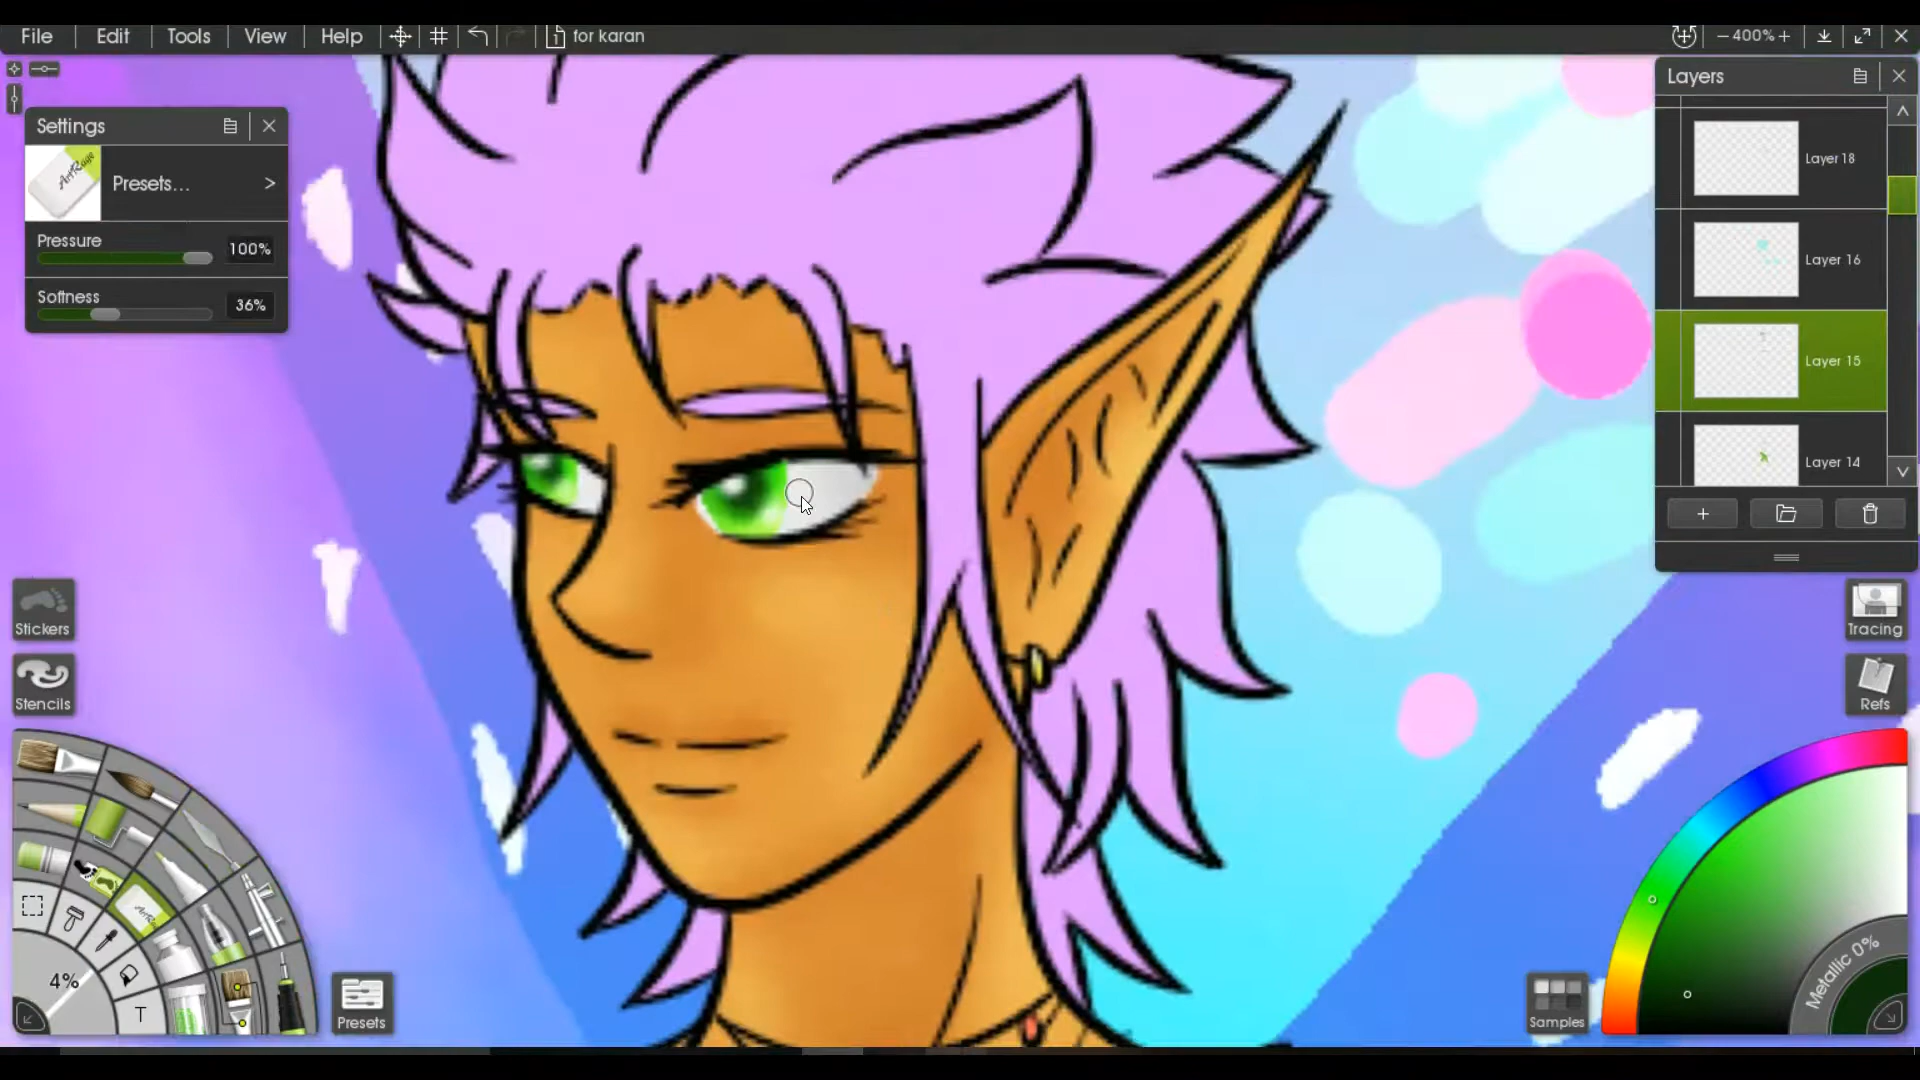 File Edit Tools View Help for karan 400%
Settings
ArtRage
Presets... >
Pressure
100%
Softness
36%
Layers
Layer 18
Layer 16
Layer 15
Layer 14
Stickers
Stencils
Tracing
Refs
4%
T
Presets
Samples
Metallic 0%